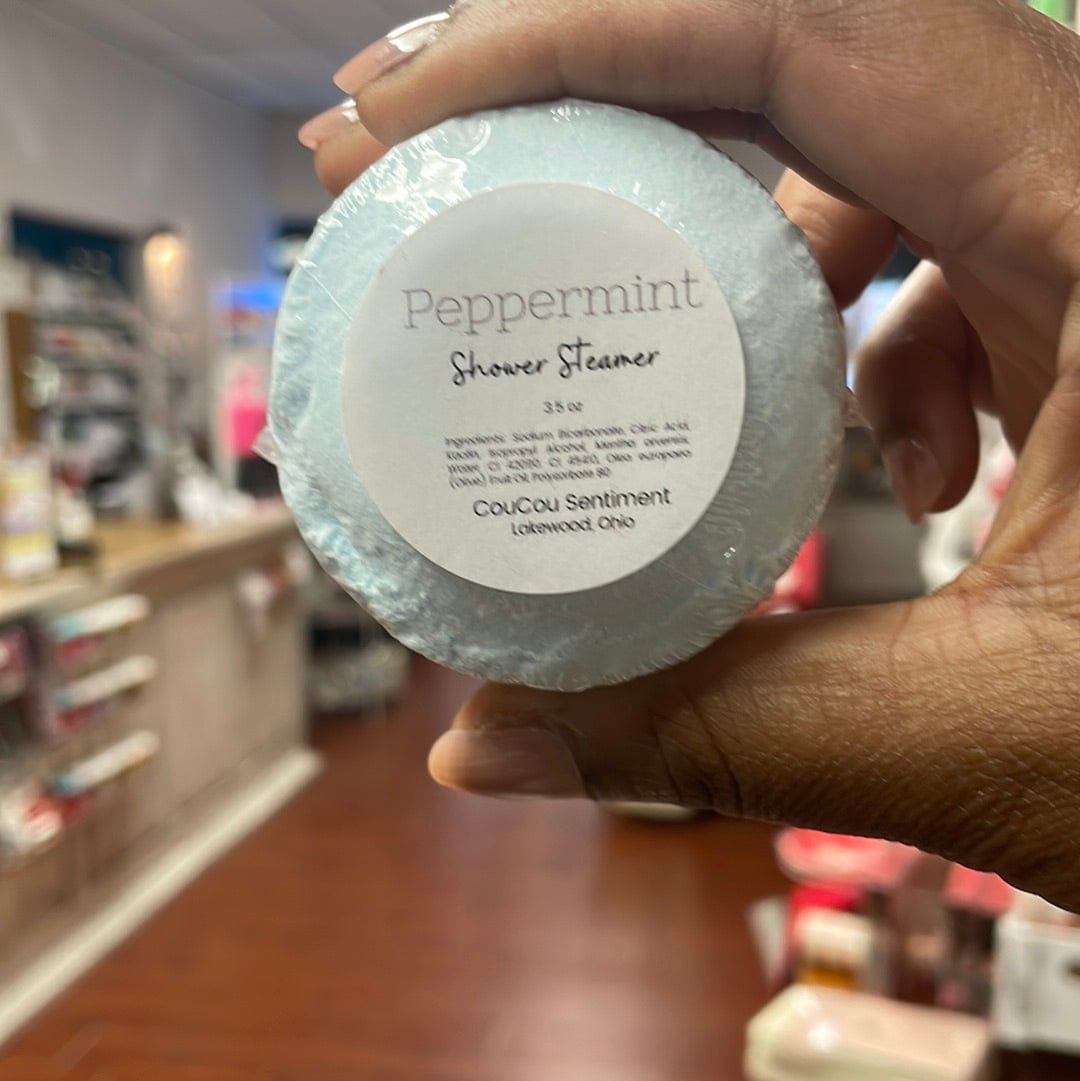 Peppermint
Shower Steamer
3.5 oz
Ingredients: Sodium Bicarbonate, Citric Acid,
Kaolin, Isopropyl Alcohol, Mentha arvensis,
Water, CI 42090, CI 45410, Olea europaea
(Olive) Fruit Oil, Polysorbate 80
CouCou Sentiment
Lakewood, Ohio